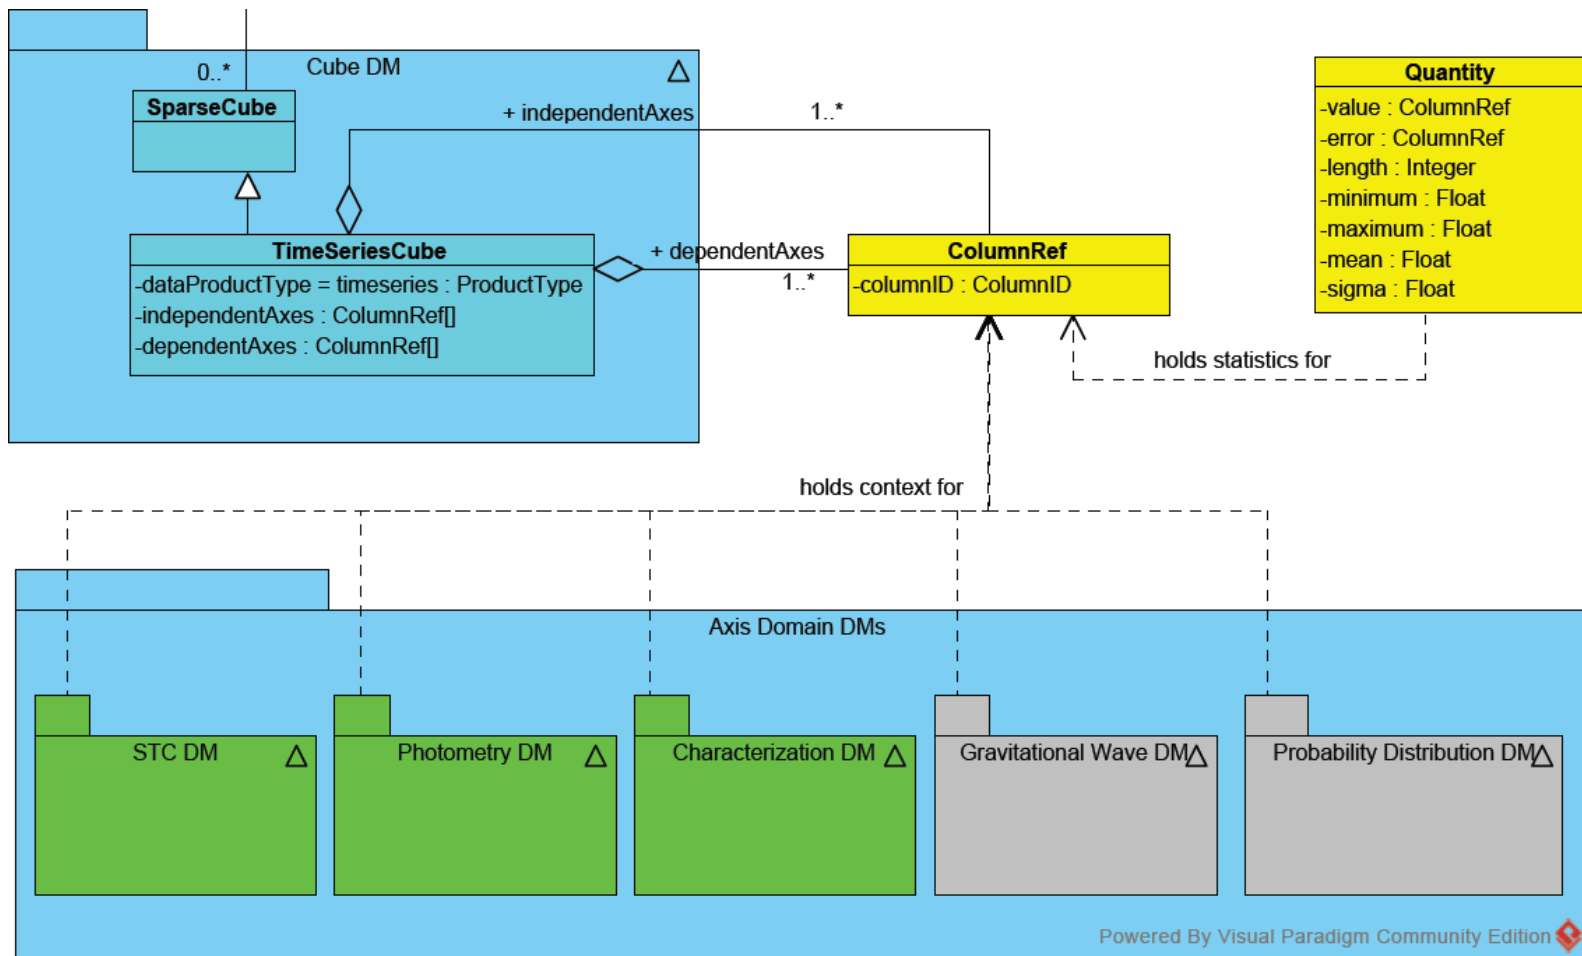 Cube DM
0..*
SparseCube
+ independentAxes
1..*
TimeSeriesCube
-dataProductType = timeseries : ProductType
-independentAxes : ColumnRef[]
-dependentAxes : ColumnRef[]
+ dependentAxes
1..*
ColumnRef
-columnID : ColumnID
Quantity
-value : ColumnRef
-error : ColumnRef
-length : Integer
-minimum : Float
-maximum : Float
-mean : Float
-sigma : Float
holds statistics for
holds context for
Axis Domain DMs
STC DM
Photometry DM
Characterization DM
Gravitational Wave DM
Probability Distribution DM
Powered By Visual Paradigm Community Edition